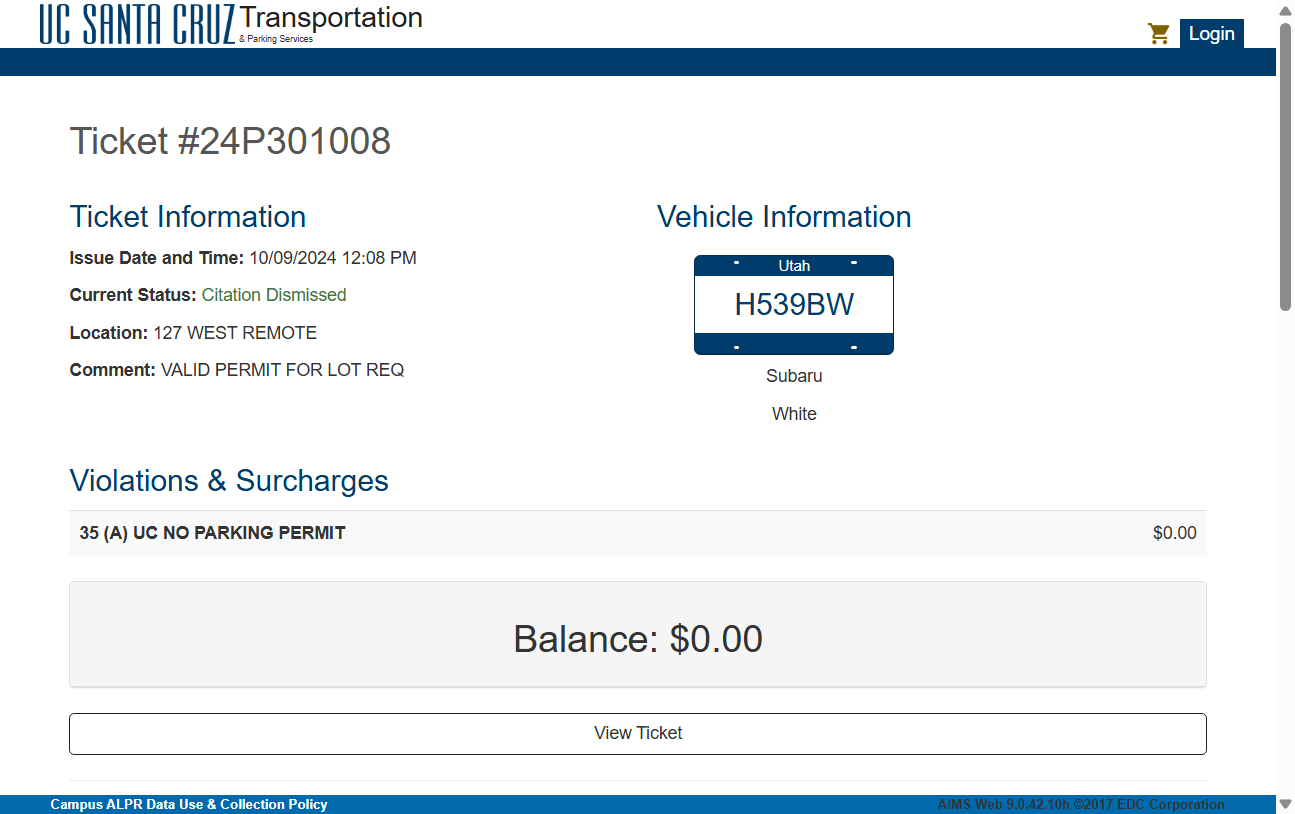 UC SANTA CRUZ Transportation
& Parking Services
Login
Ticket #24P301008
Ticket Information
Issue Date and Time: 10/09/2024 12:08 PM
Current Status: Citation Dismissed
Location: 127 WEST REMOTE
Comment: VALID PERMIT FOR LOT REQ
Vehicle Information
Utah
H539BW
Subaru
White
Violations & Surcharges
35 (A) UC NO PARKING PERMIT $0.00
Balance: $0.00
View Ticket
Campus ALPR Data Use & Collection Policy AIMS Web 9.0.42.10h ©2017 EDC Corporation